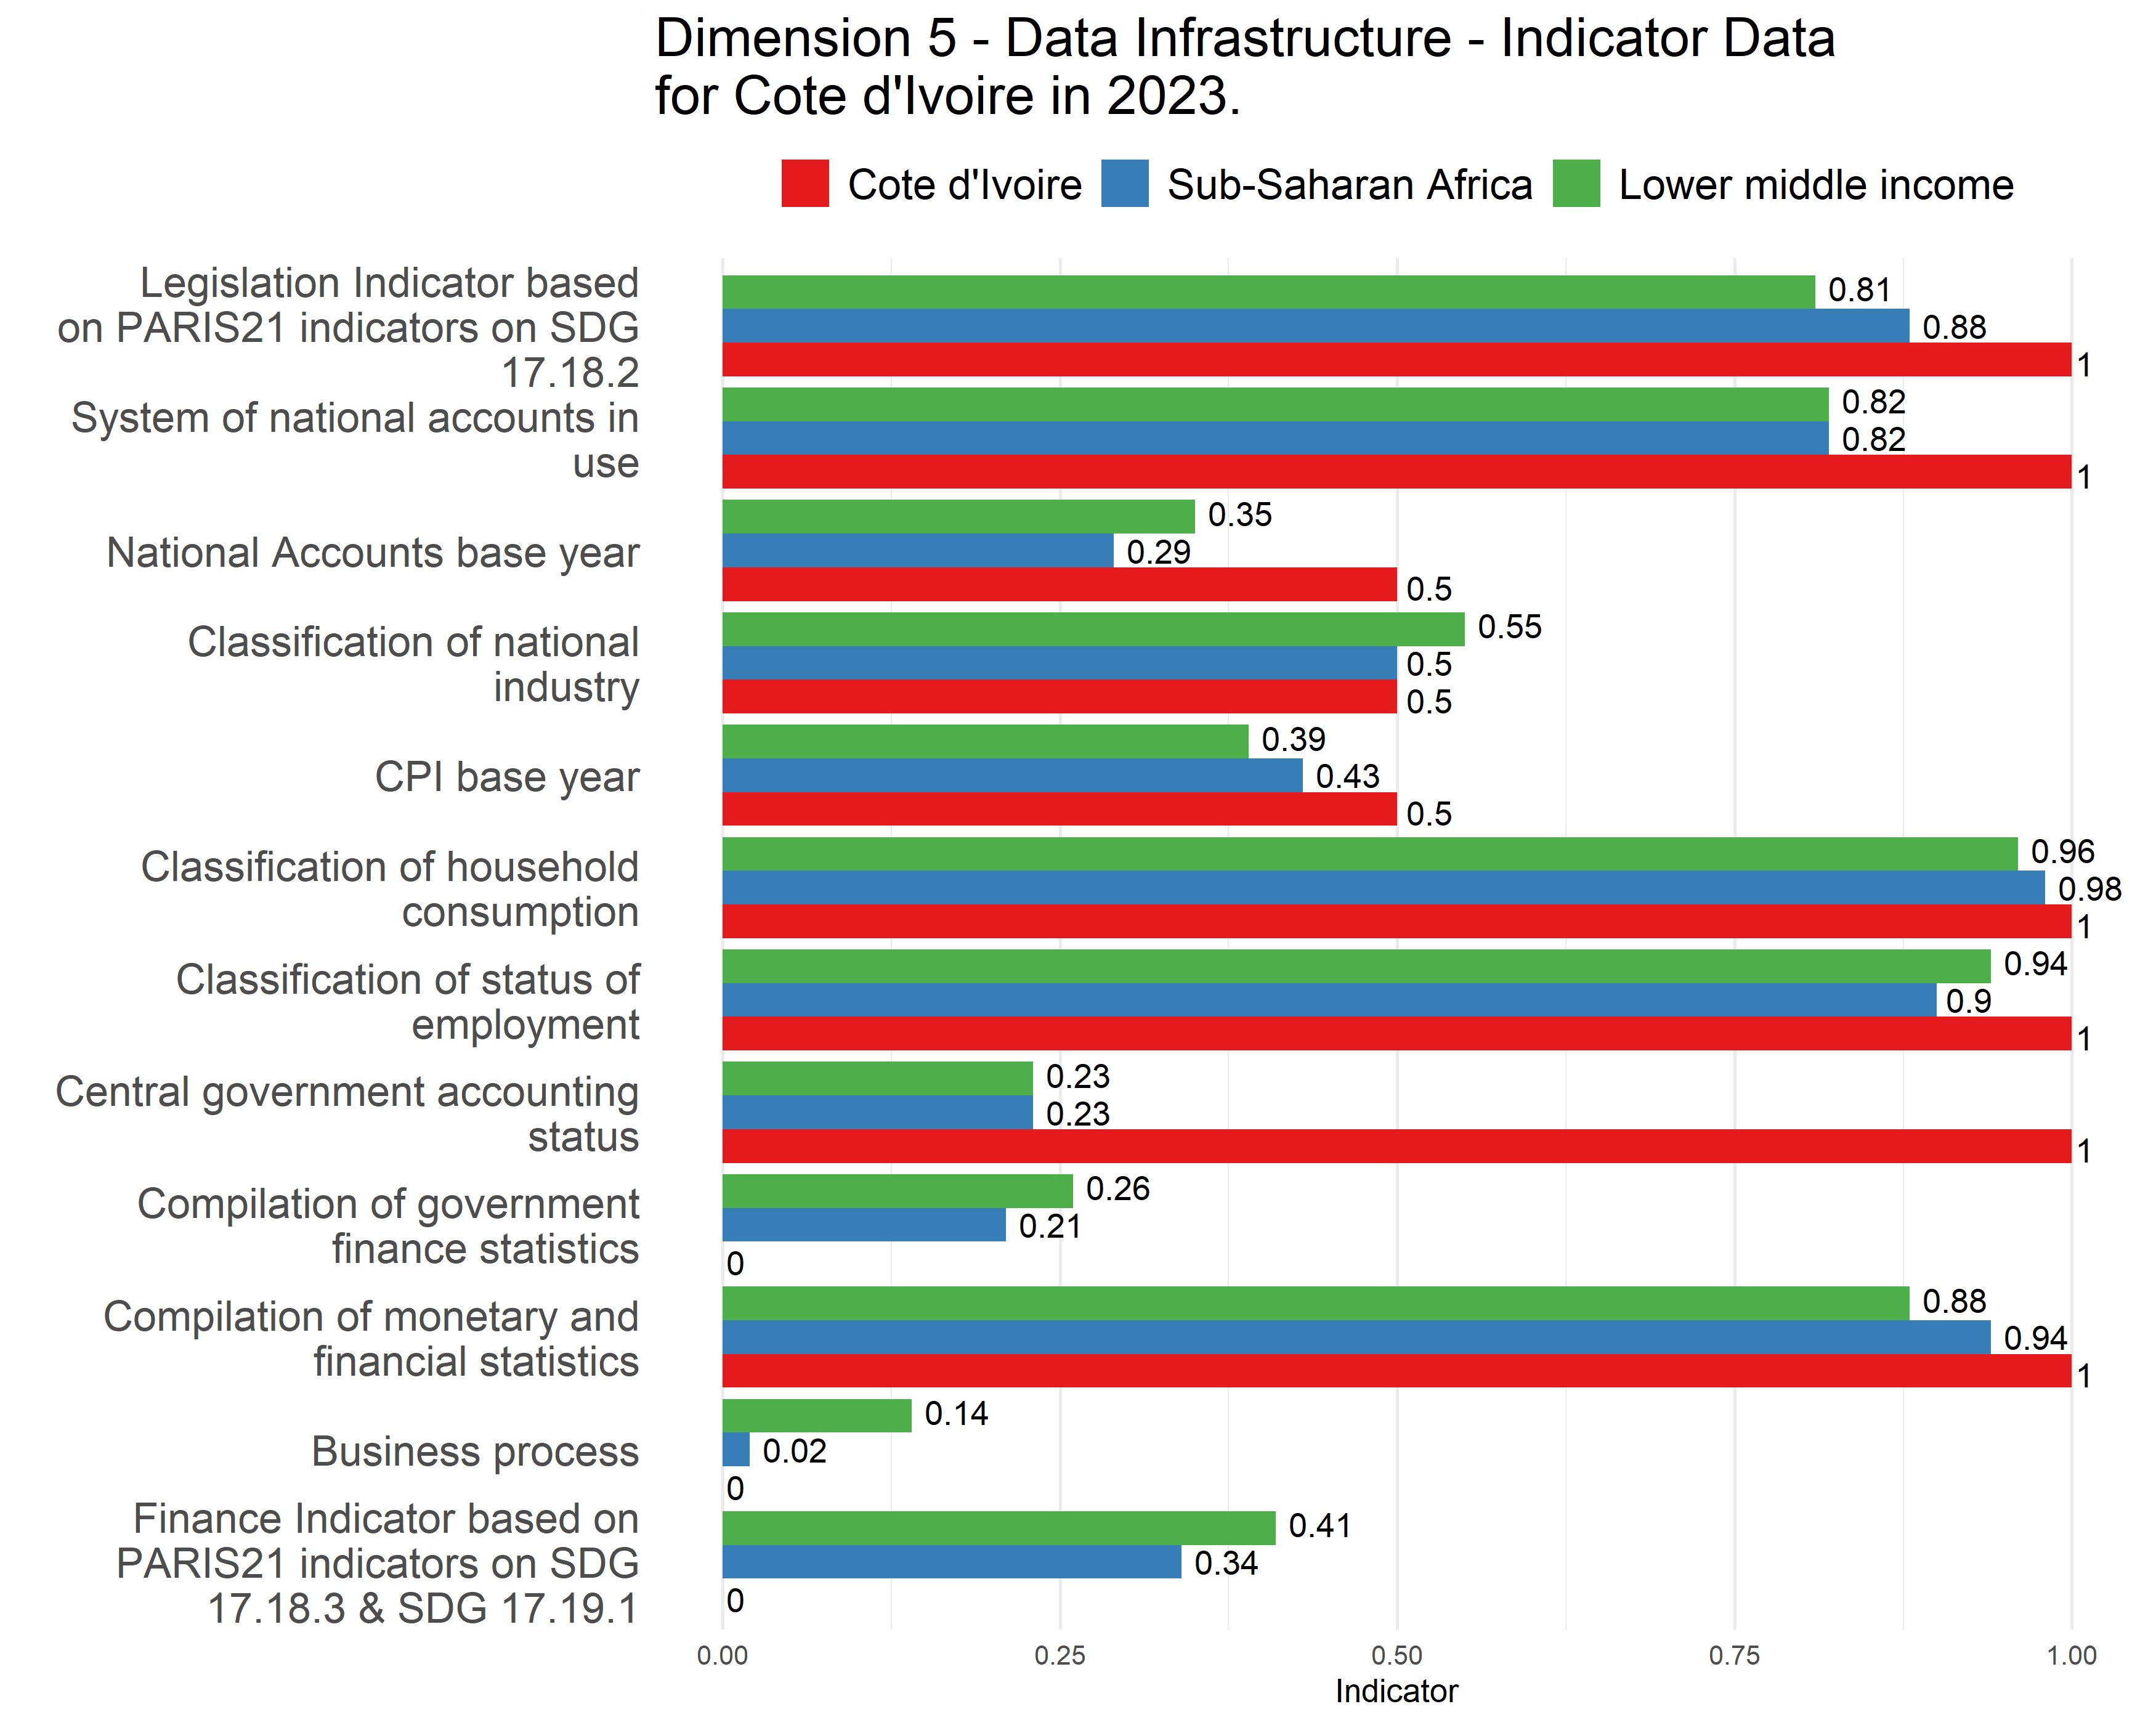 Dimension 5 - Data Infrastructure - Indicator Data
for Cote d'Ivoire in 2023.
Cote d'Ivoire
Sub-Saharan Africa
Lower middle income
Legislation Indicator based
on PARIS21 indicators on SDG
17.18.2
0.81
0.88
1
System of national accounts in
use
0.82
0.82
1
National Accounts base year
0.35
0.29
0.5
Classification of national
industry
0.55
0.5
0.5
CPI base year
0.39
0.43
0.5
Classification of household
consumption
0.96
0.98
1
Classification of status of
employment
0.94
0.9
1
Central government accounting
status
0.23
0.23
1
Compilation of government
finance statistics
0.26
0.21
0
Compilation of monetary and
financial statistics
0.88
0.94
1
Business process
0.14
0.02
0
Finance Indicator based on
PARIS21 indicators on SDG
17.18.3 & SDG 17.19.1
0.41
0.34
0
0.00 0.25 0.50 0.75 1.00
Indicator